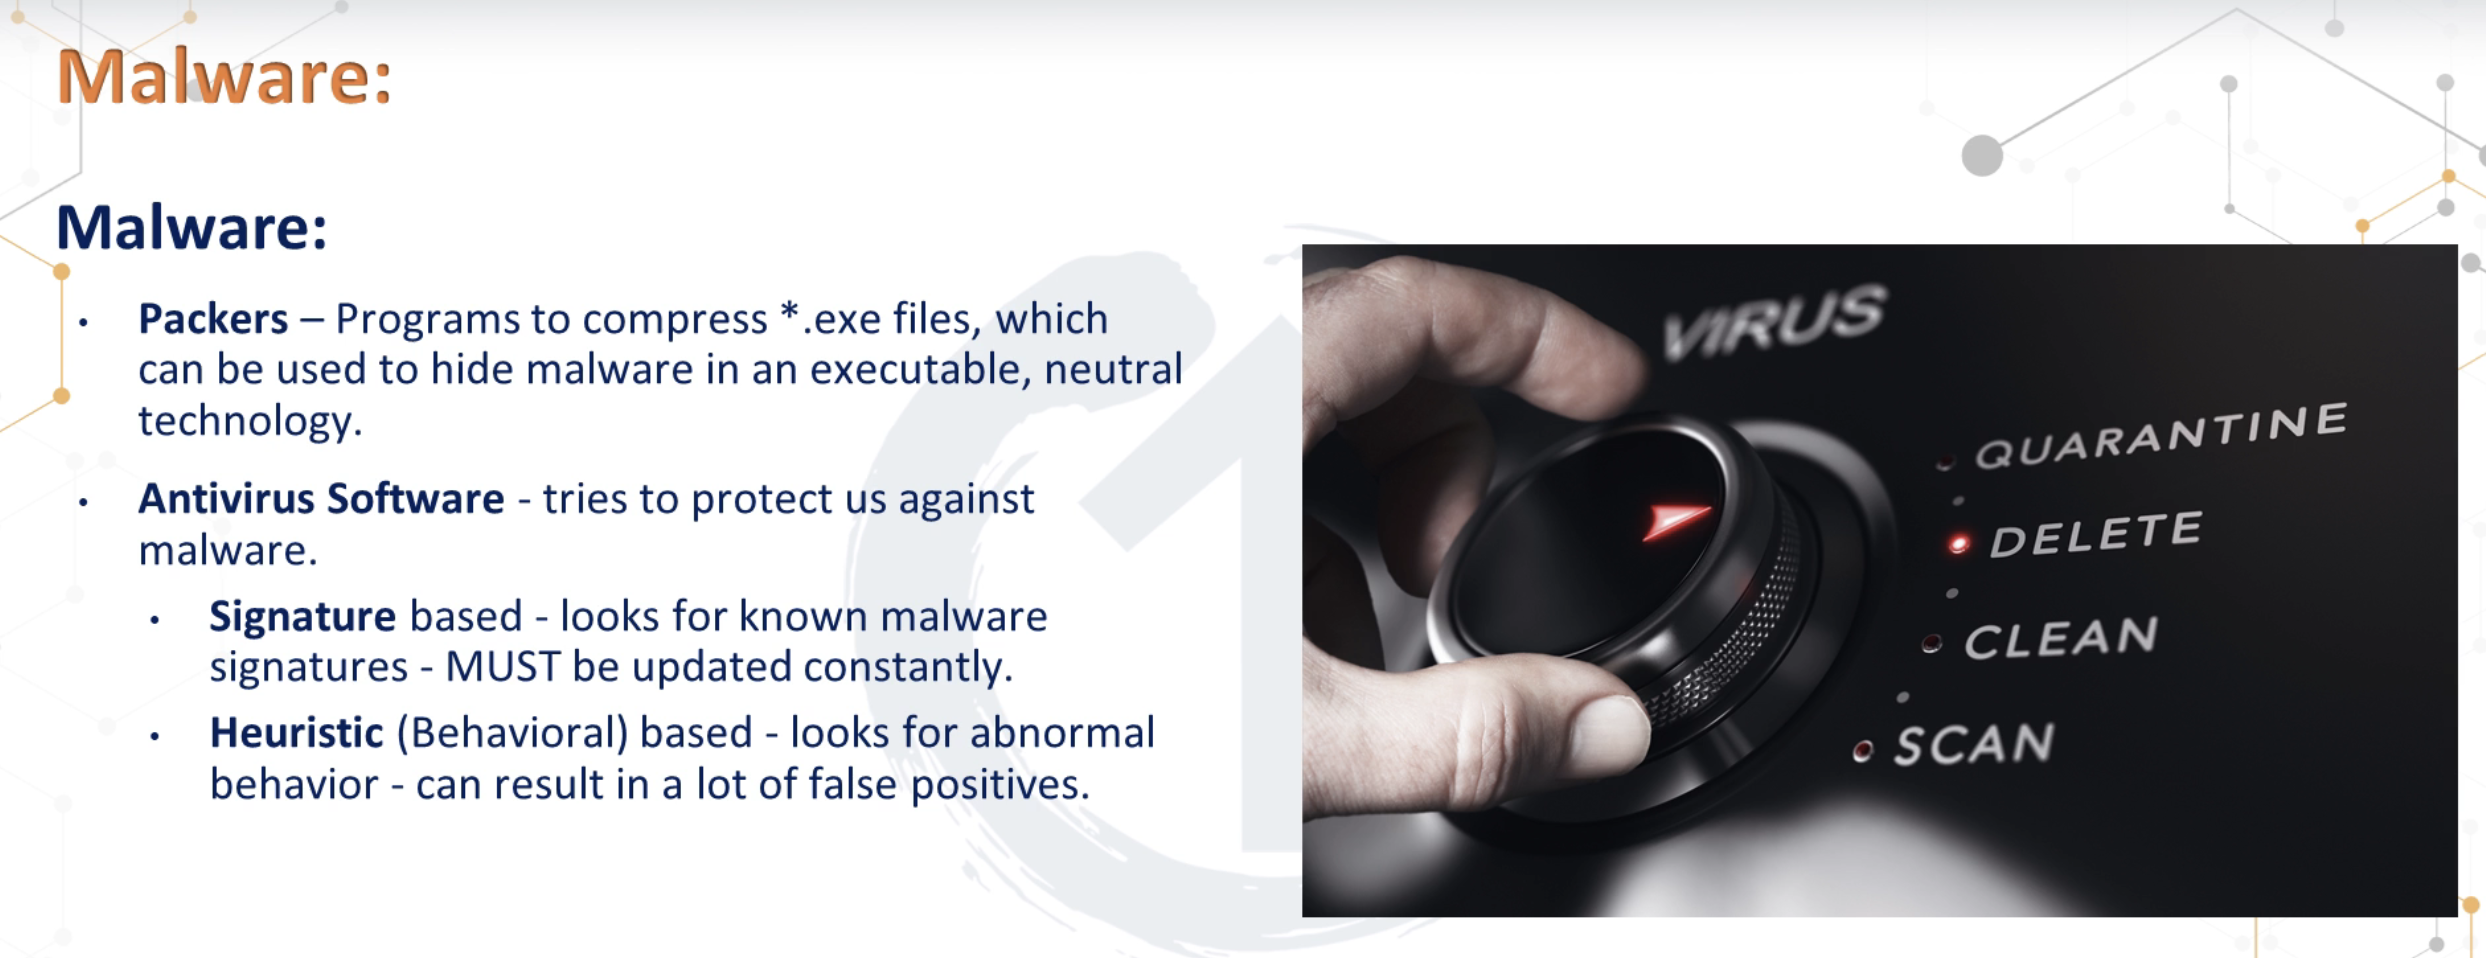 Malware:
Malware:
• Packers – Programs to compress *.exe files, which
can be used to hide malware in an executable, neutral
technology.
• Antivirus Software - tries to protect us against
malware.
• Signature based - looks for known malware
signatures - MUST be updated constantly.
• Heuristic (Behavioral) based - looks for abnormal
behavior - can result in a lot of false positives.
VIRUS
QUARANTINE
DELETE
CLEAN
SCAN